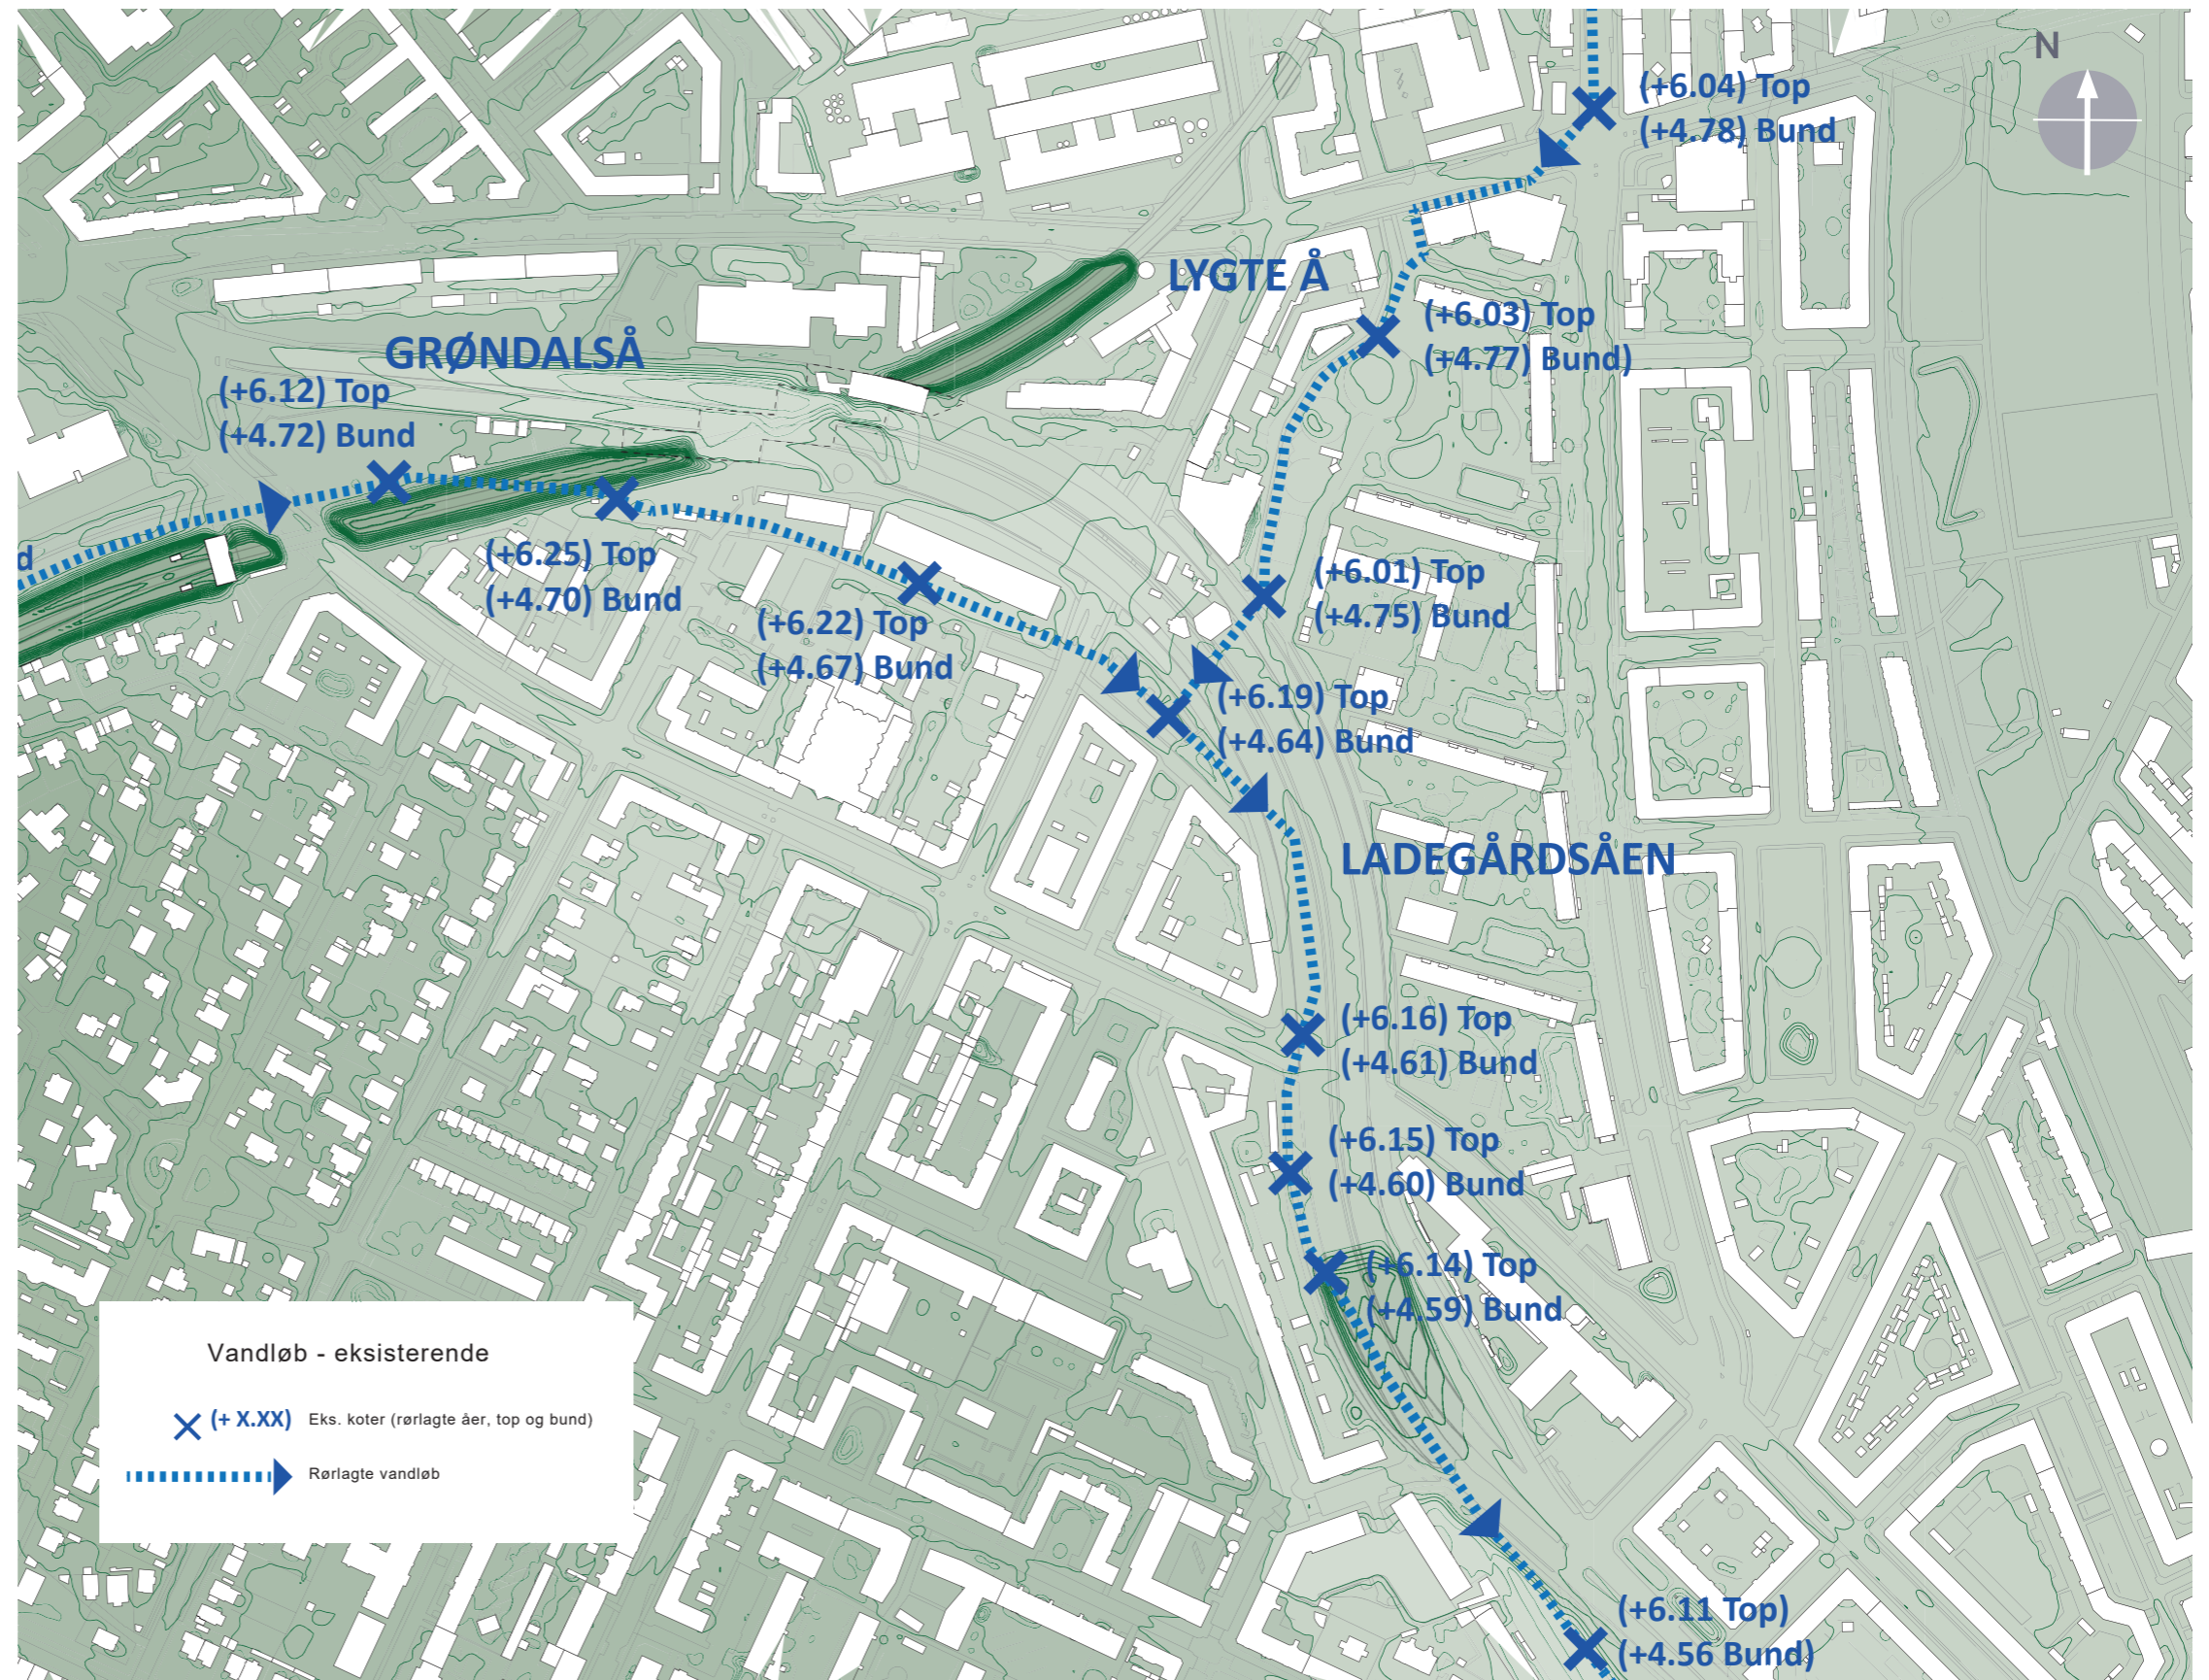 N
(+6.04) Top
(+4.78) Bund
LYGTE Å
(+6.03) Top
(+4.77) Bund)
GRØNDALSÅ
(+6.12) Top
(+4.72) Bund
d
(+6.25) Top
(+4.70) Bund
(+6.22) Top
(+4.67) Bund
(+6.01) Top
(+4.75) Bund
(+6.19) Top
(+4.64) Bund
LADEGÅRDSÅEN
(+6.16) Top
(+4.61) Bund
(+6.15) Top
(+4.60) Bund
(+6.14) Top
(+4.59) Bund
(+6.11 Top)
(+4.56 Bund)
Vandløb - eksisterende
(+ X.XX) Eks. koter (rørlagte åer, top og bund)
Rørlagte vandløb